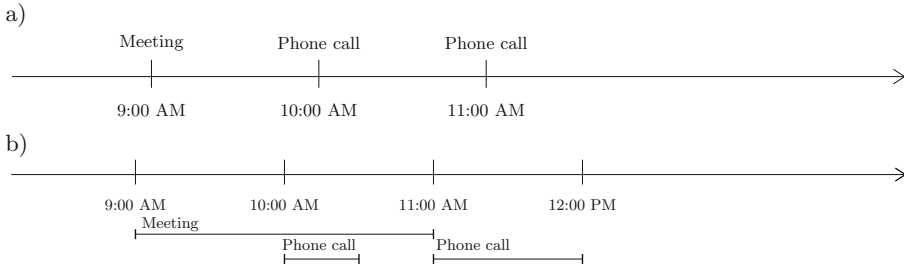 a)
Meeting Phone call Phone call
9:00 AM 10:00 AM 11:00 AM
b)
9:00 AM 10:00 AM 11:00 AM 12:00 PM
Meeting
Phone call Phone call